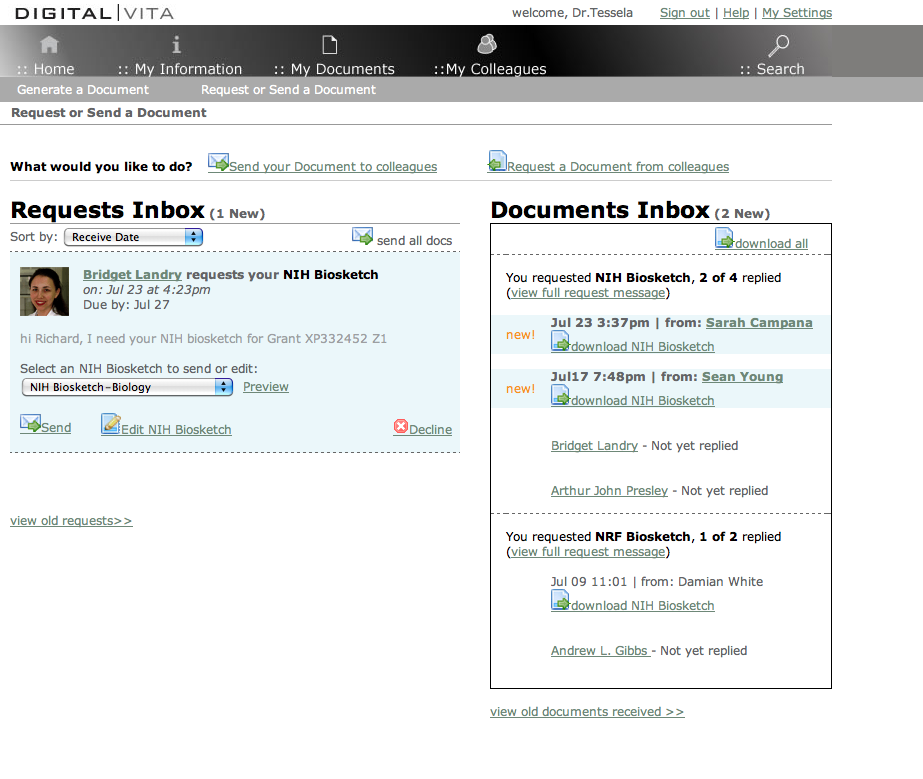 DIGITAL|VITA
welcome, Dr.Tessela Sign out | Help | My Settings
:: Home :: My Information :: My Documents ::My Colleagues :: Search
Generate a Document Request or Send a Document
Request or Send a Document
What would you like to do? Send your Document to colleagues Request a Document from colleagues
Requests Inbox (1 New)
Sort by: Receive Date send all docs
Bridget Landry requests your NIH Biosketch
on: Jul 23 at 4:23pm
Due by: Jul 27
hi Richard, I need your NIH biosketch for Grant XP332452 Z1
Select an NIH Biosketch to send or edit:
NIH Biosketch-Biology Preview
Send Edit NIH Biosketch Decline
view old requests>>
Documents Inbox (2 New)
download all
You requested NIH Biosketch, 2 of 4 replied
(view full request message)
new! Jul 23 3:37pm | from: Sarah Campana
download NIH Biosketch
new! Jul17 7:48pm | from: Sean Young
download NIH Biosketch
Bridget Landry - Not yet replied
Arthur John Presley - Not yet replied
You requested NRF Biosketch, 1 of 2 replied
(view full request message)
Jul 09 11:01 | from: Damian White
download NIH Biosketch
Andrew L. Gibbs - Not yet replied
view old documents received >>